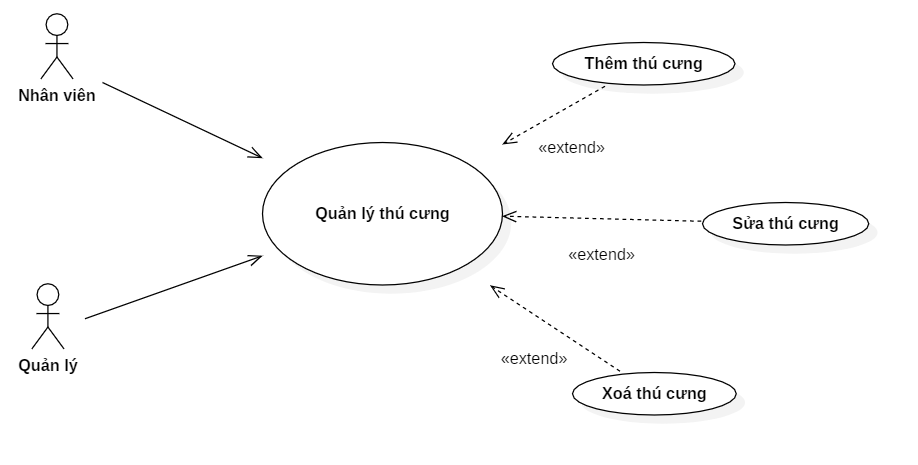 Nhân viên
Thêm thú cưng
«extend»
Quản lý thú cưng
Sửa thú cưng
«extend»
Quản lý
«extend»
Xoá thú cưng